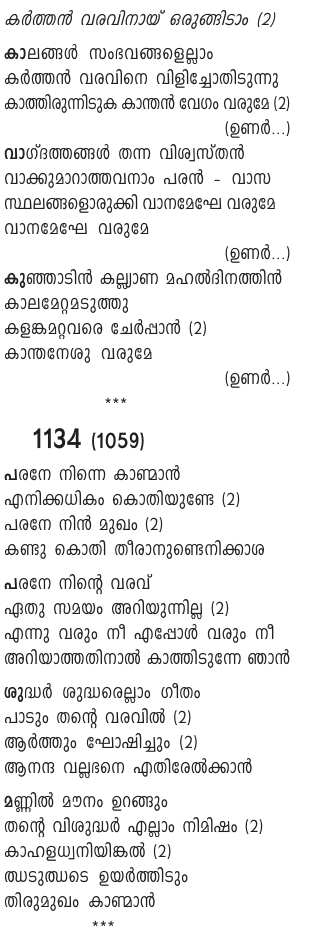 കർത്തൻ വരവിനായ് ഒരുങ്ങിടാം (2)
കാലങ്ങൾ സംഭവങ്ങളെല്ലാം
കർത്തൻ വരവിനെ വിളിച്ചോതിടുന്നു
കാത്തിരുന്നിടുക കാന്തൻ വേഗം വരുമേ (2)
(ഉണർ...)
വാഗ്ദത്തങ്ങൾ തന്ന വിശ്വസ്തൻ
വാക്കുമാറാത്തവനാം പരൻ - വാസ
സ്ഥലങ്ങളൊരുക്കി വാനമേഘേ വരുമേ
വാനമേഘേ വരുമേ
(ഉണർ...)
കുഞ്ഞാടിൻ കല്ല്യാണ മഹൽദിനത്തിൻ
കാലമേറ്റമടുത്തു
കളങ്കമറ്റവരെ ചേർപ്പാൻ (2)
കാന്തനേശു വരുമേ
(ഉണർ...)
***
1134 (1059)
പരനേ നിന്നെ കാണ്മാൻ
എനിക്കധികം കൊതിയുണ്ടേ (2)
പരനേ നിൻ മുഖം (2)
കണ്ടു കൊതി തീരാനുണ്ടെനിക്കാശ
പരനേ നിന്റെ വരവ്
ഏതു സമയം അറിയുന്നില്ല (2)
എന്നു വരും നീ എപ്പോൾ വരും നീ
അറിയാത്തതിനാൽ കാത്തിടുന്നേ ഞാൻ
ശുദ്ധർ ശുദ്ധരെല്ലാം ഗീതം
പാടും തന്റെ വരവിൽ (2)
ആർത്തും ഘോഷിച്ചും (2)
ആനന്ദ വല്ലഭനെ എതിരേൽക്കാൻ
മണ്ണിൽ മൗനം ഉറങ്ങും
തന്റെ വിശുദ്ധർ എല്ലാം നിമിഷം (2)
കാഹളധ്വനിയിങ്കൽ (2)
ഝടുഝടെ ഉയർത്തിടും
തിരുമുഖം കാണ്മാൻ
***